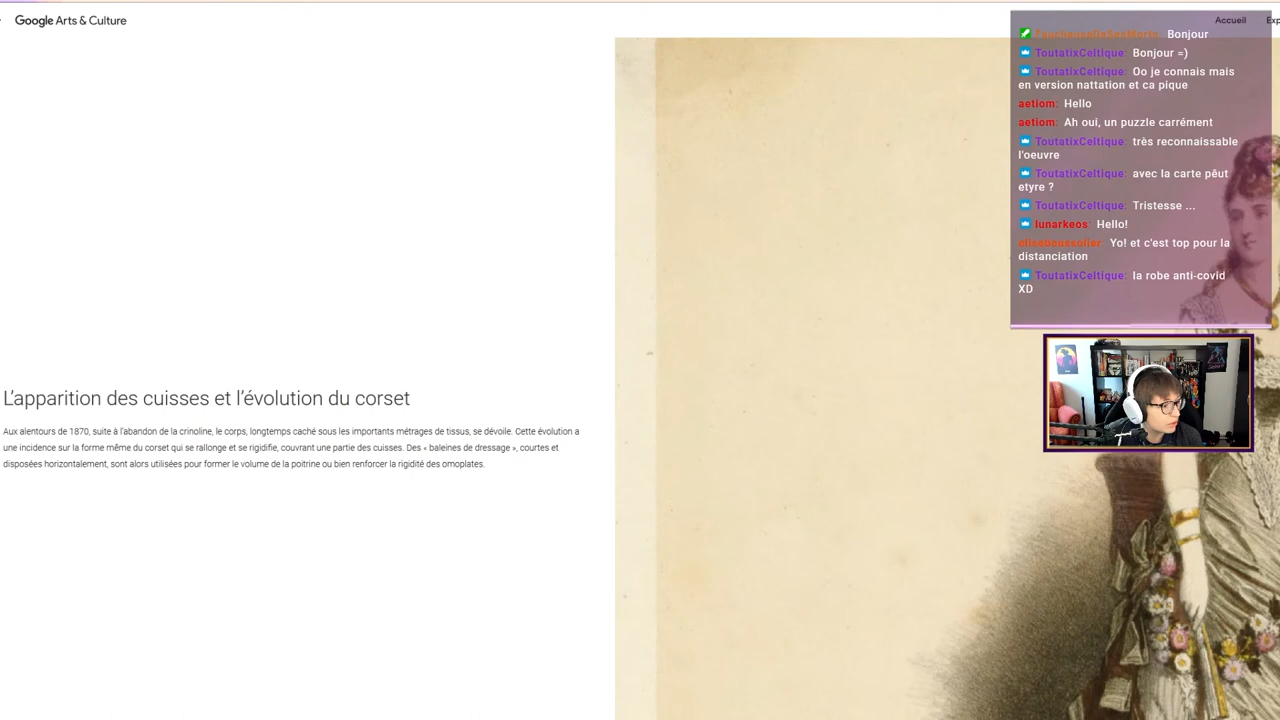 Google Arts & Culture
Accueil
L'apparition des cuisses et l'évolution du corset
Aux alentours de 1870, suite à l'abandon de la crinoline, le corps, longtemps caché sous les importants métrages de tissus, se dévoile. Cette évolution a
une incidence sur la forme même du corset qui se rallonge et se rigidifie, couvrant une partie des cuisses. Des « baleines de dressage », courtes et
disposées horizontalement, sont alors utilisées pour former le volume de la poitrine ou bien renforcer la rigidité des omoplates.
Bonjour
ToutatixCeltique: Bonjour =)
ToutatixCeltique: Oo je connais mais
en version nattation et ca pique
aetiom: Hello
aetiom: Ah oui, un puzzle carrément
ToutatixCeltique: très reconnaissable
l'oeuvre
ToutatixCeltique: avec la carte pêut
etyre ?
ToutatixCeltique: Tristesse ...
lunarkeos: Hello!
Yo! et c'est top pour la
distanciation
ToutatixCeltique: la robe anti-covid
XD